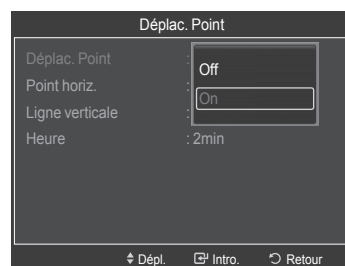 Déplac. Point
Déplac. Point :
Off
Point horiz. :
On
Ligne verticale :
Heure : 2min
Dépl. Intro. Retour